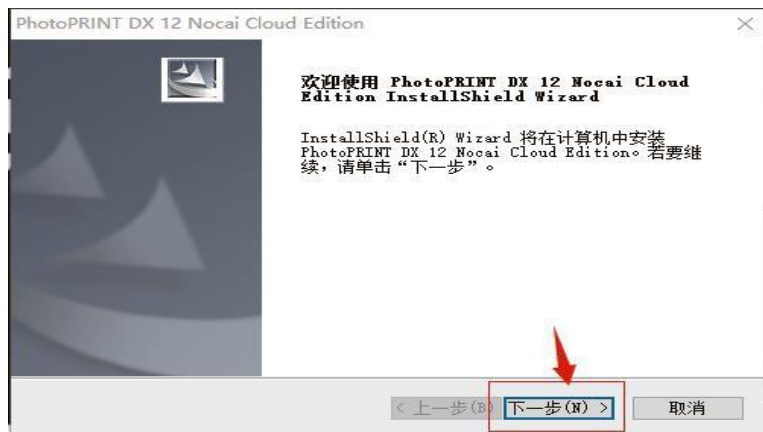 PhotoPRINT DX 12 Nocai Cloud Edition
欢迎使用 PhotoPRINT DX 12 Nocai Cloud
Edition InstallShield Wizard
InstallShield(R) Wizard 将在计算机中安装
PhotoPRINT DX 12 Nocai Cloud Edition。若要继
续，请单击“下一步”。
< 上一步(B) 下一步(N) > 取消